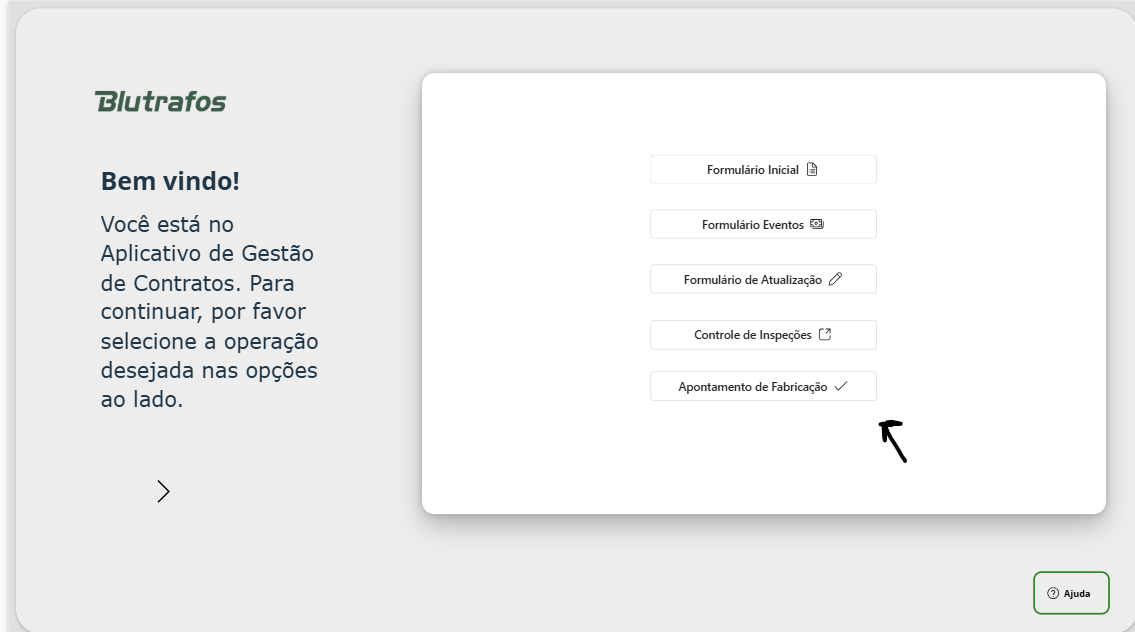 Blutrafos
Bem vindo!
Você está no
Aplicativo de Gestão
de Contratos. Para
continuar, por favor
selecione a operação
desejada nas opções
ao lado.
Formulário Inicial
Formulário Eventos
Formulário de Atualização
Controle de Inspeções
Apontamento de Fabricação
Ajuda